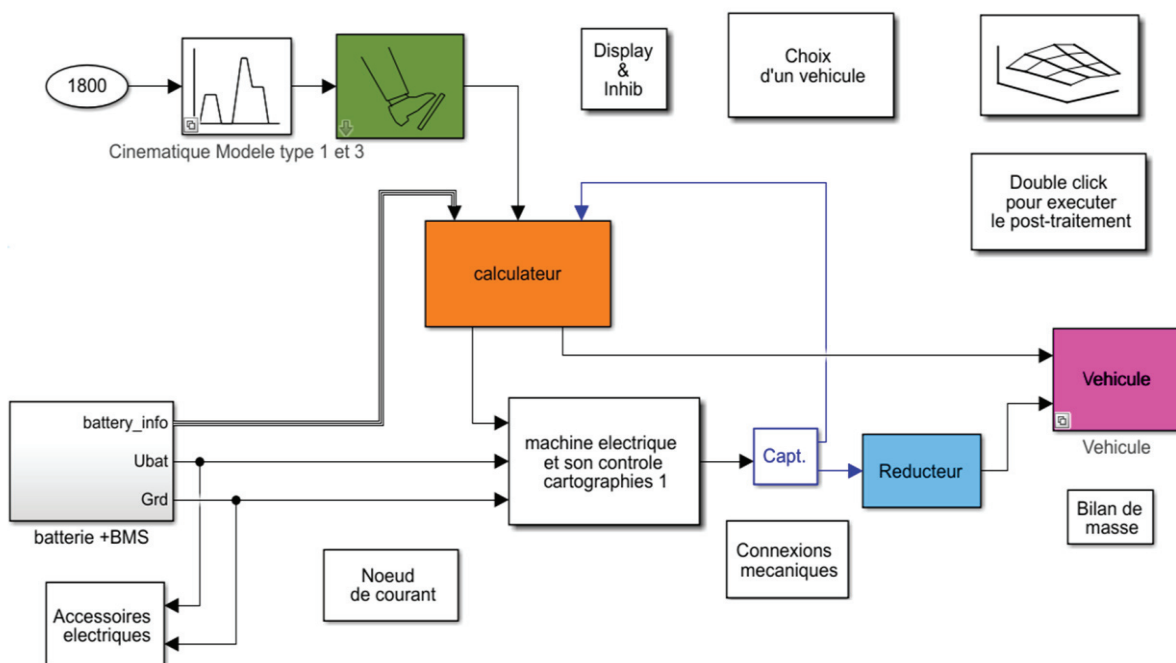 1800
Cinematique Modele type 1 et 3
Display
&
Inhib
Choix
d'un vehicule
Double click
pour executer
le post-traitement
calculateur
Vehicule
Vehicule
battery_info
Ubat
Grd
batterie +BMS
machine electrique
et son controle
cartographies 1
Capt.
Reducteur
Bilan de
masse
Connexions
mecaniques
Noeud
de courant
Accessoires
electriques